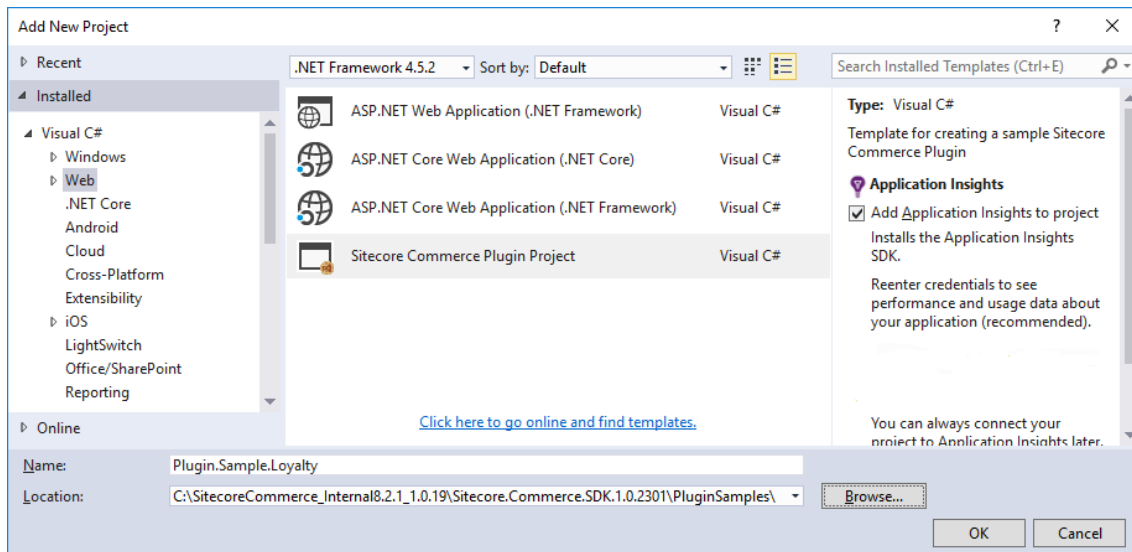 Add New Project
?
Recent
.NET Framework 4.5.2
Sort by: Default
Search Installed Templates (Ctrl+E)
Installed
Visual C#
Windows
Web
.NET Core
Android
Cloud
Cross-Platform
Extensibility
iOS
LightSwitch
Office/SharePoint
Reporting
Online
ASP.NET Web Application (.NET Framework) Visual C#
ASP.NET Core Web Application (.NET Core) Visual C#
ASP.NET Core Web Application (.NET Framework) Visual C#
Sitecore Commerce Plugin Project Visual C#
Click here to go online and find templates.
Type: Visual C#
Template for creating a sample Sitecore
Commerce Plugin
Application Insights
Add Application Insights to project
Installs the Application Insights
SDK.
Reenter credentials to see
performance and usage data about
your application (recommended).
You can always connect your
project to Application Insights later.
Name: Plugin.Sample.Loyalty
Location: C:\SitecoreCommerce_Internal8.2.1_1.0.19\Sitecore.Commerce.SDK.1.0.2301\PluginSamples\
Browse...
OK
Cancel